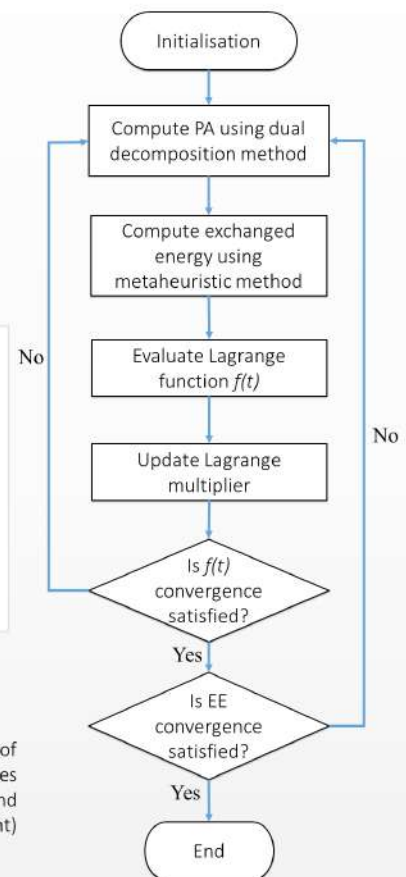 Initialisation
Compute PA using dual
decomposition method
Compute exchanged
energy using
metaheuristic method
Evaluate Lagrange
function f(t)
No
Update Lagrange
multiplier
No
Is f(t)
convergence
satisfied?
Yes
Is EE
convergence
satisfied?
Yes
End
of
es
nd
nt)